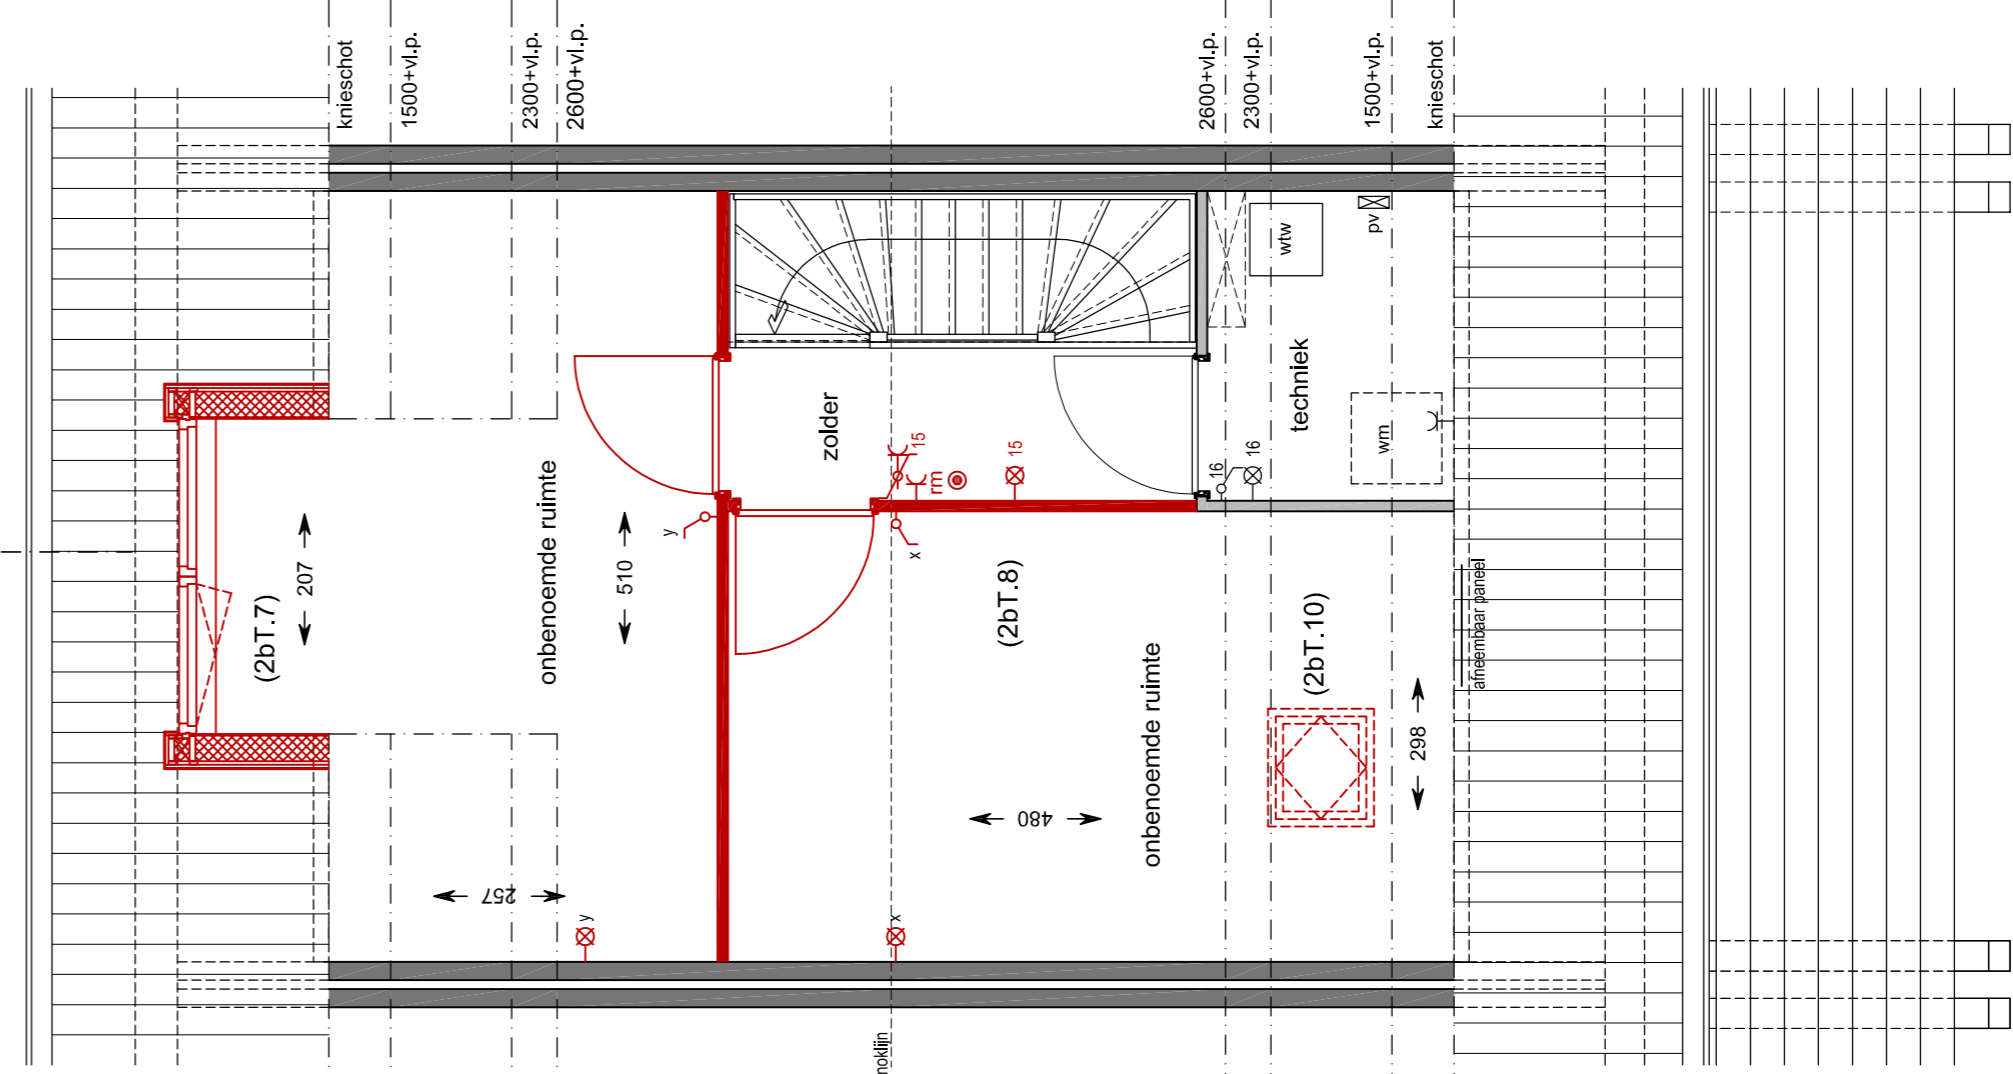 knieschot
1500+vl.p.
2300+vl.p.
2600+vl.p.
2600+vl.p.
2300+vl.p.
1500+vl.p.
knieschot
wtw
pv
techniek
wm
zolder
15
rm
15
16
16
onbenoemde ruimte
y
x
207
510
(2bT.7)
(2bT.8)
(2bT.10)
afneembaar paneel
onbenoemde ruimte
298
480
257
y
x
noklijn